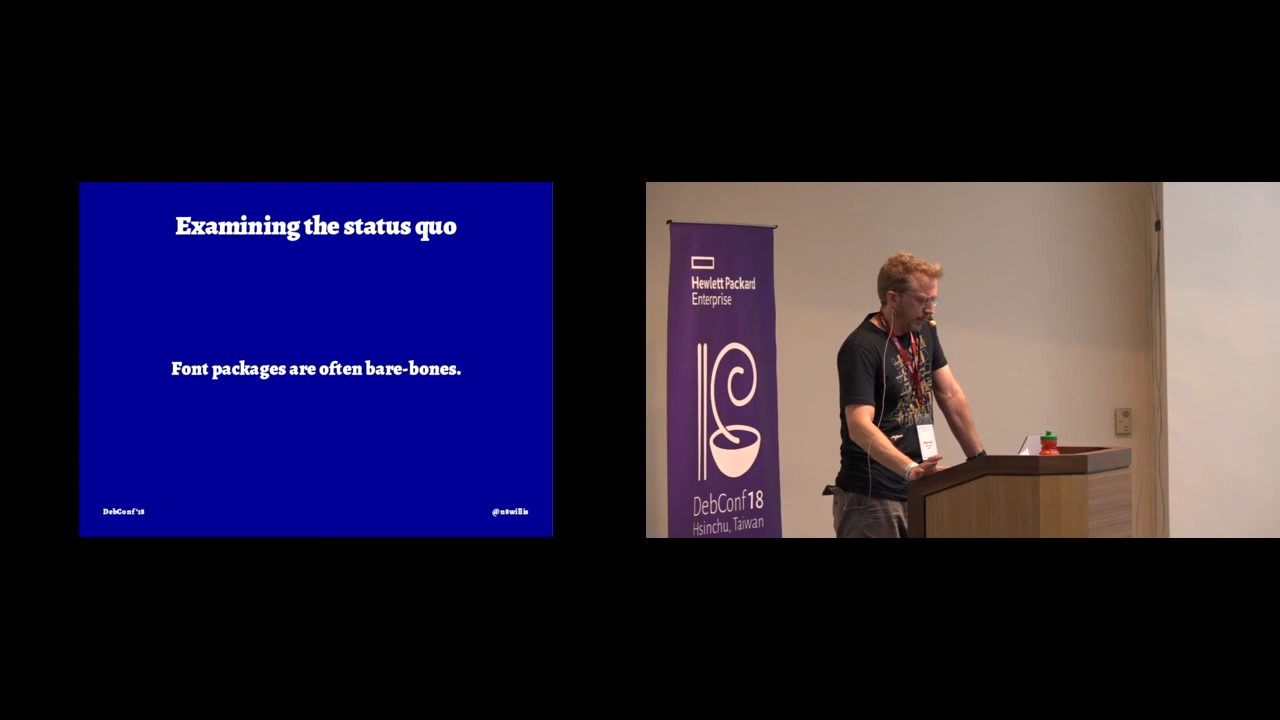 Examining the status quo
Font packages are often bare-bones.
DebConf'18
@n8willis
Hewlett Packard
Enterprise
DebConf18
Hsinchu, Taiwan